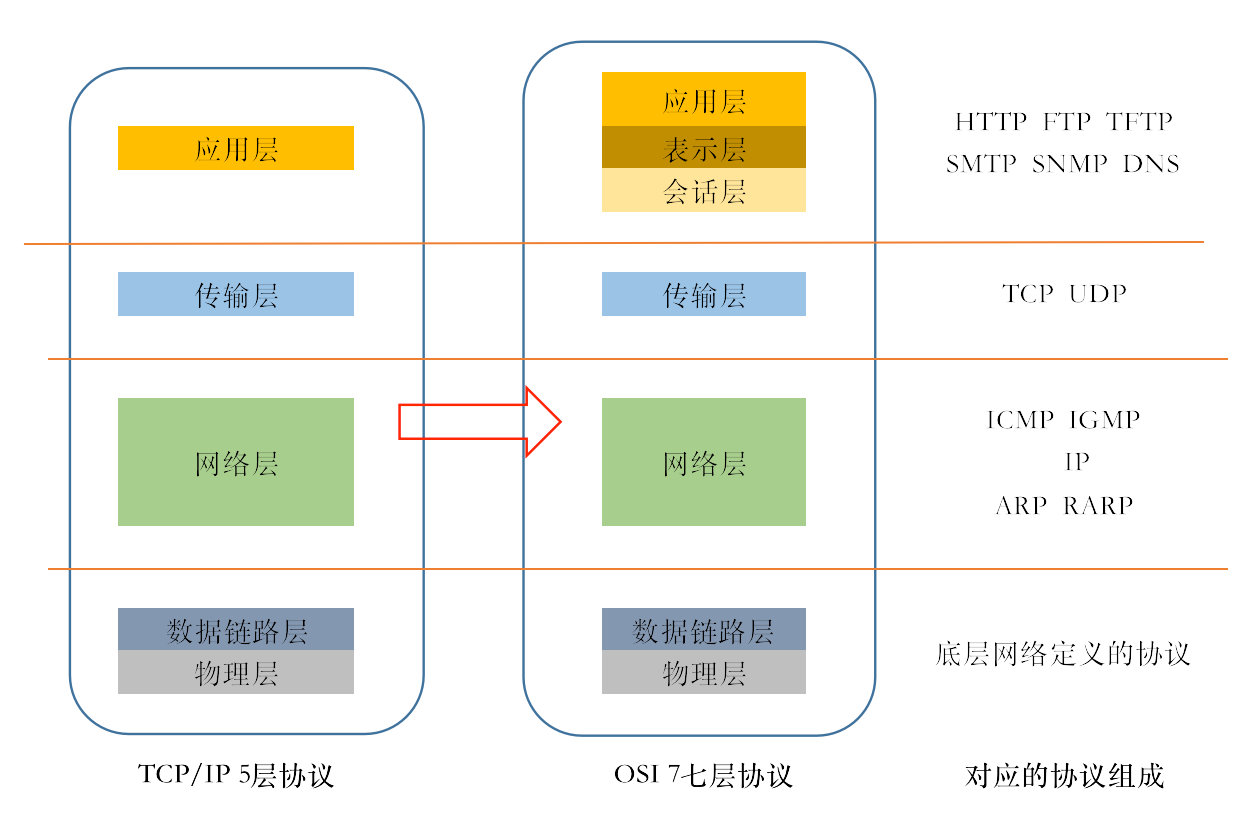 应用层
传输层
网络层
数据链路层
物理层
TCP/IP 5层协议
应用层
表示层
会话层
传输层
网络层
数据链路层
物理层
OSI 7七层协议
HTTP FTP TFTP
SMTP SNMP DNS
TCP UDP
ICMP IGMP
IP
ARP RARP
底层网络定义的协议
对应的协议组成